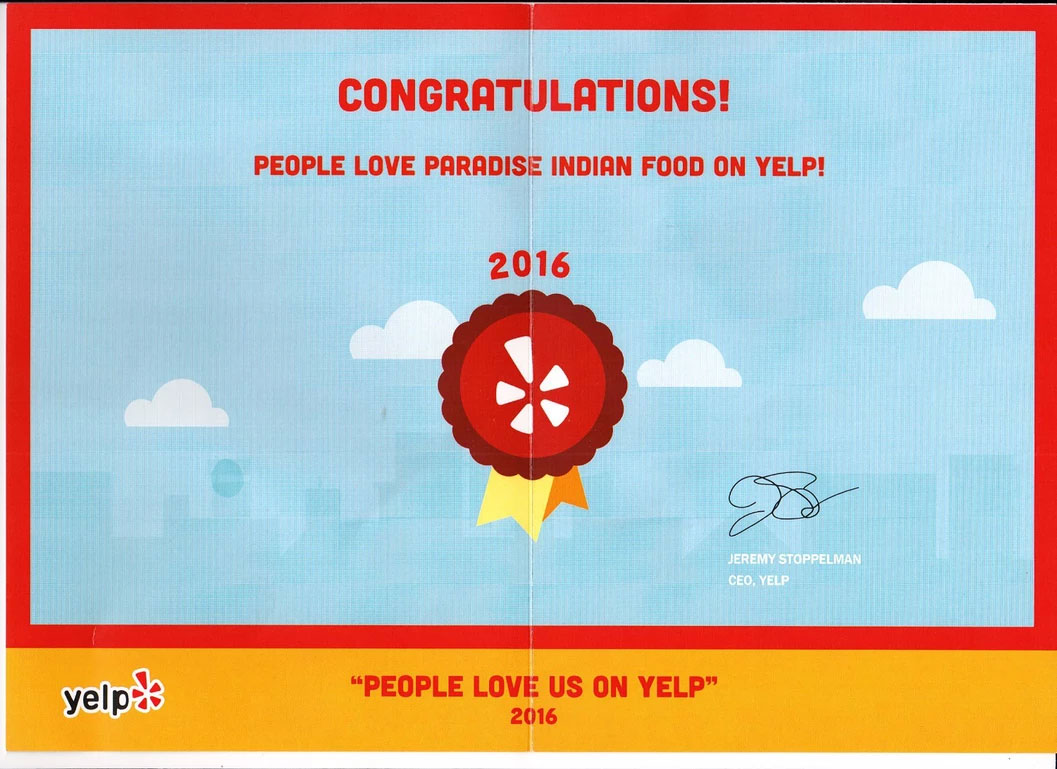 CONGRATULATIONS!
PEOPLE LOVE PARADISE INDIAN FOOD ON YELP!
2016
JEREMY STOPPELMAN
CEO, YELP
yelp
“PEOPLE LOVE US ON YELP”
2016